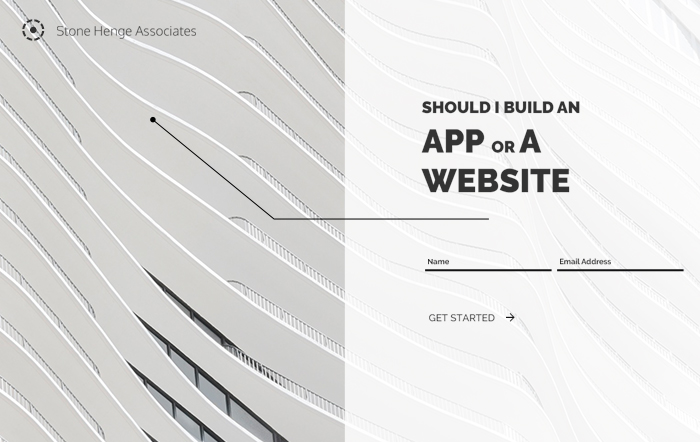 Stone Henge Associates
SHOULD I BUILD AN
APP OR A
WEBSITE
Name Email Address
GET STARTED